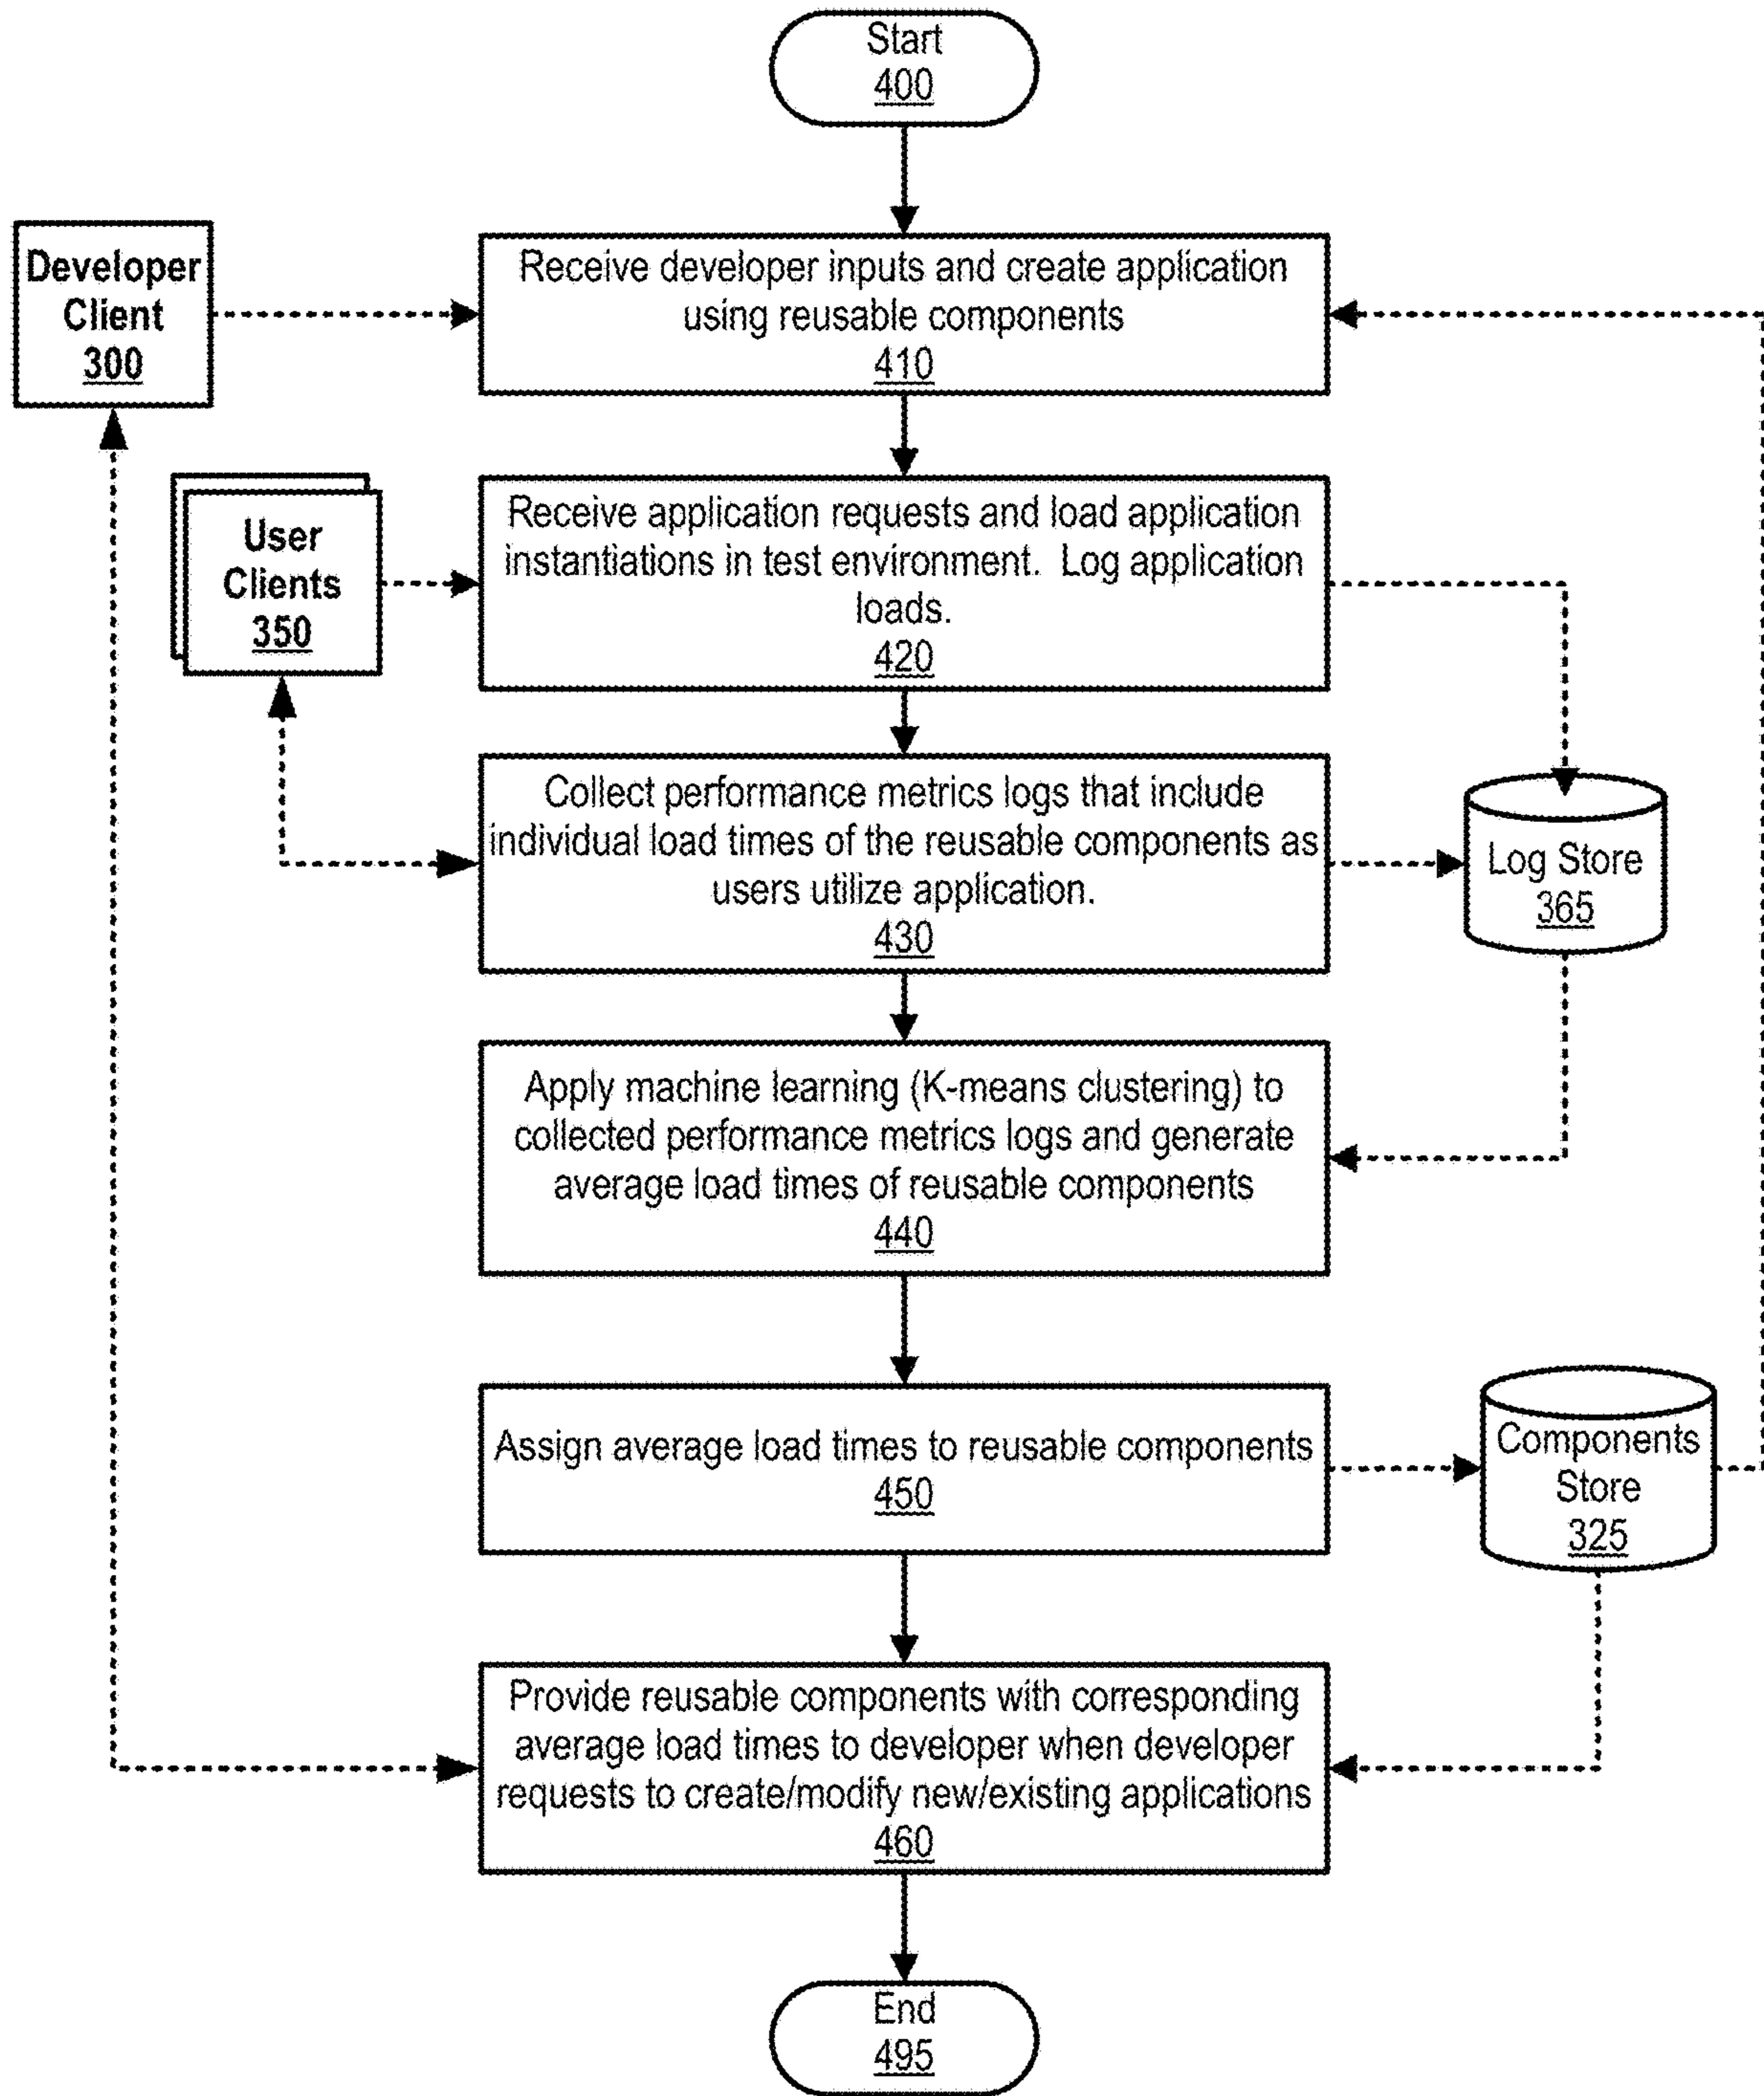 Start
400
Developer
Client
300
Receive developer inputs and create application
using reusable components
410
User
Clients
350
Receive application requests and load application
instantiations in test environment.  Log application
loads.
420
Collect performance metrics logs that include
individual load times of the reusable components as
users utilize application.
430
Log Store
365
Apply machine learning (K-means clustering) to
collected performance metrics logs and generate
average load times of reusable components
440
Assign average load times to reusable components
450
Components
Store
325
Provide reusable components with corresponding
average load times to developer when developer
requests to create/modify new/existing applications
460
End
495